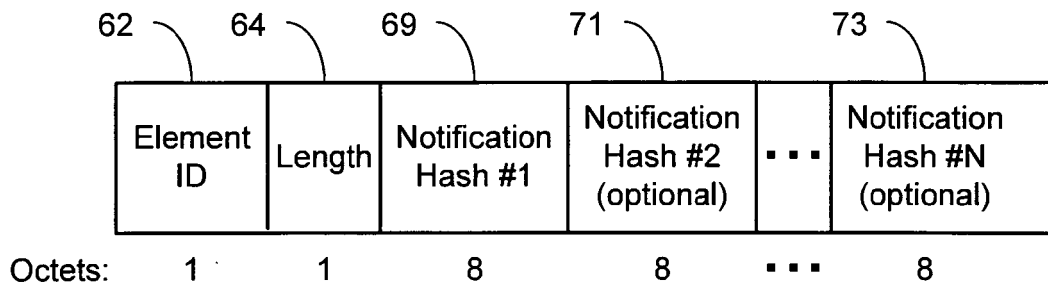 62 64 69 71 73
Element ID Length Notification Hash #1 Notification Hash #2 (optional) ▪ ▪ ▪ Notification Hash #N (optional)
Octets: 1 1 8 8 ▪ ▪ ▪ 8